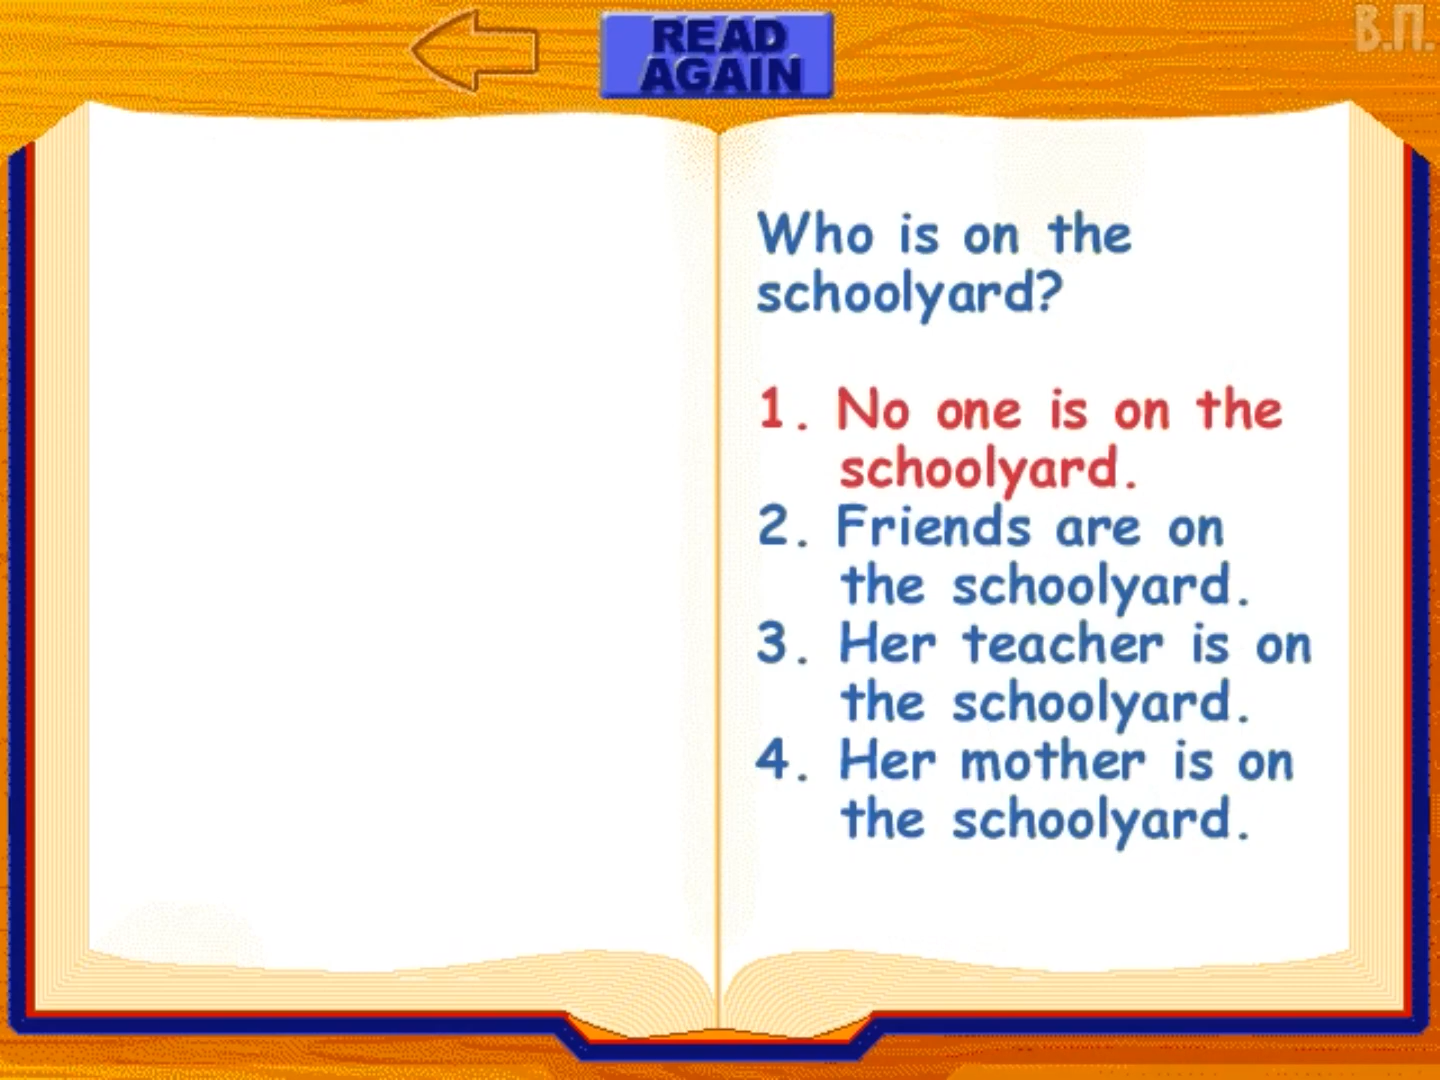 READ
AGAIN
В.П.
Who is on the
schoolyard?
1. No one is on the
schoolyard.
2. Friends are on
the schoolyard.
3. Her teacher is on
the schoolyard.
4. Her mother is on
the schoolyard.